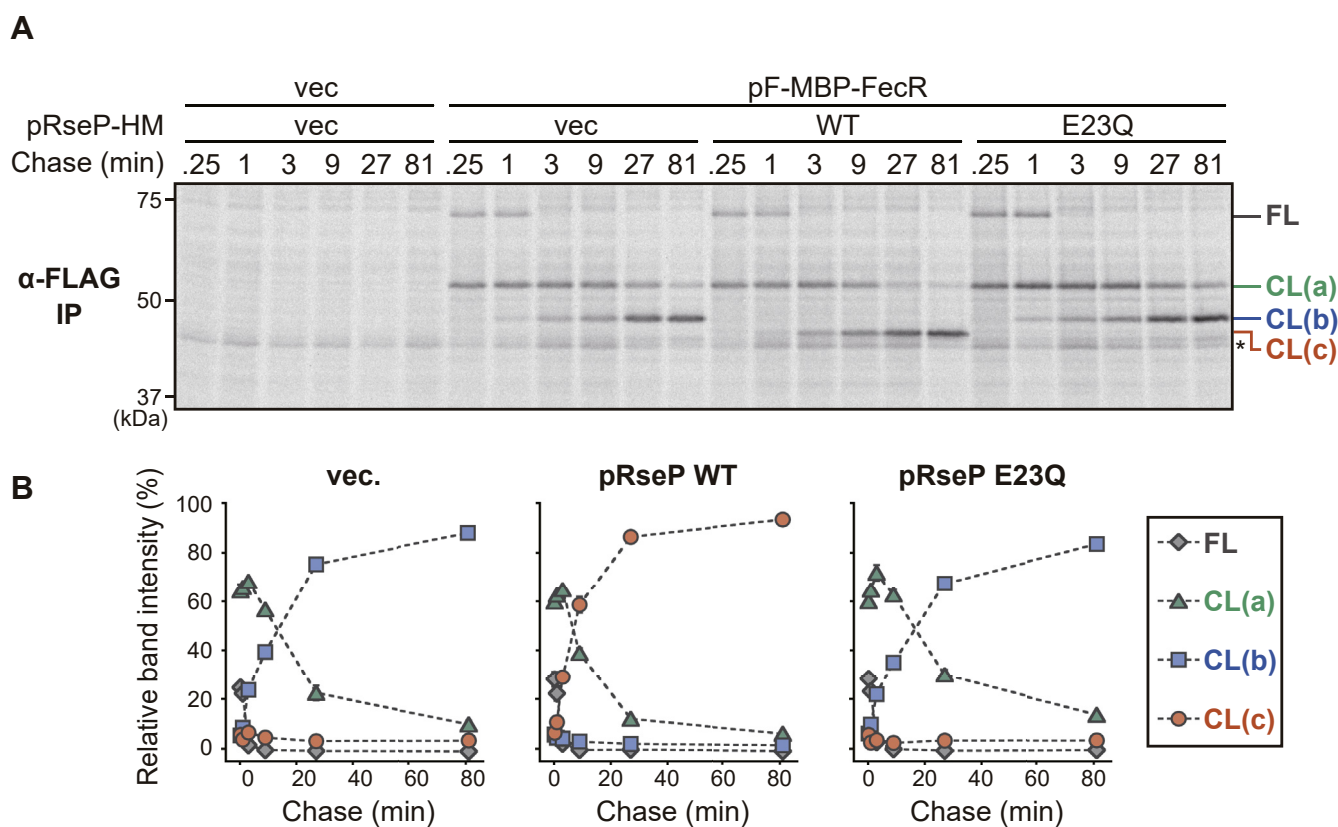 A
vec pF-MBP-FecR
pRseP-HM vec vec WT E23Q
Chase (min) .25 1 3 9 27 81 .25 1 3 9 27 81 .25 1 3 9 27 81 .25 1 3 9 27 81
75
FL
α-FLAG
IP
50
CL(a)
CL(b)
* CL(c)
37
(kDa)
B
vec. pRseP WT pRseP E23Q
Relative band intensity (%)
100
80
60
40
20
0
0 20 40 60 80
0 20 40 60 80
0 20 40 60 80
Chase (min) Chase (min) Chase (min)
FL
CL(a)
CL(b)
CL(c)